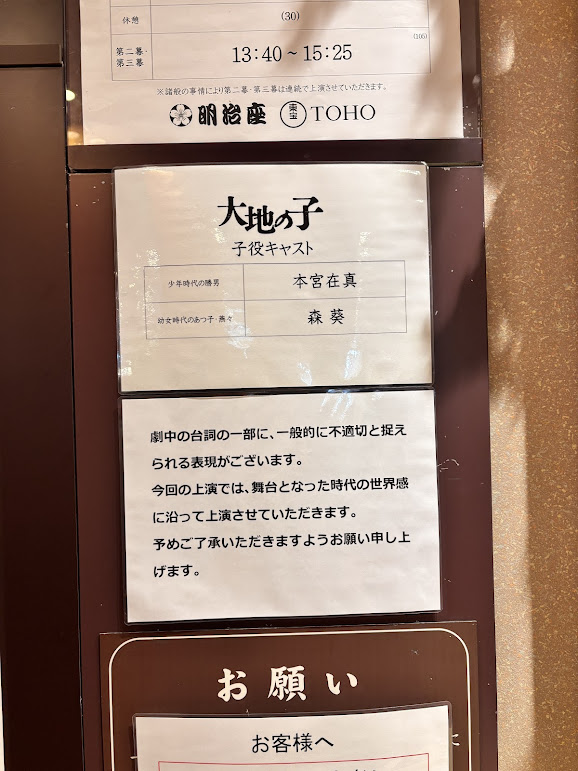 休憩 (30)
第二幕・
第三幕 13:40～15:25 (105)
※諸般の事情により第二幕・第三幕は連続で上演させていただきます。
明治座 東宝 TOHO
大地の子
子役キャスト
少年時代の勝男 本宮在真
幼女時代のあつ子・燕々 森 葵
劇中の台詞の一部に、一般的に不適切と捉え
られる表現がございます。
今回の上演では、舞台となった時代の世界感
に沿って上演させていただきます。
予めご了承いただきますようお願い申し上
げます。
お願い
お客様へ